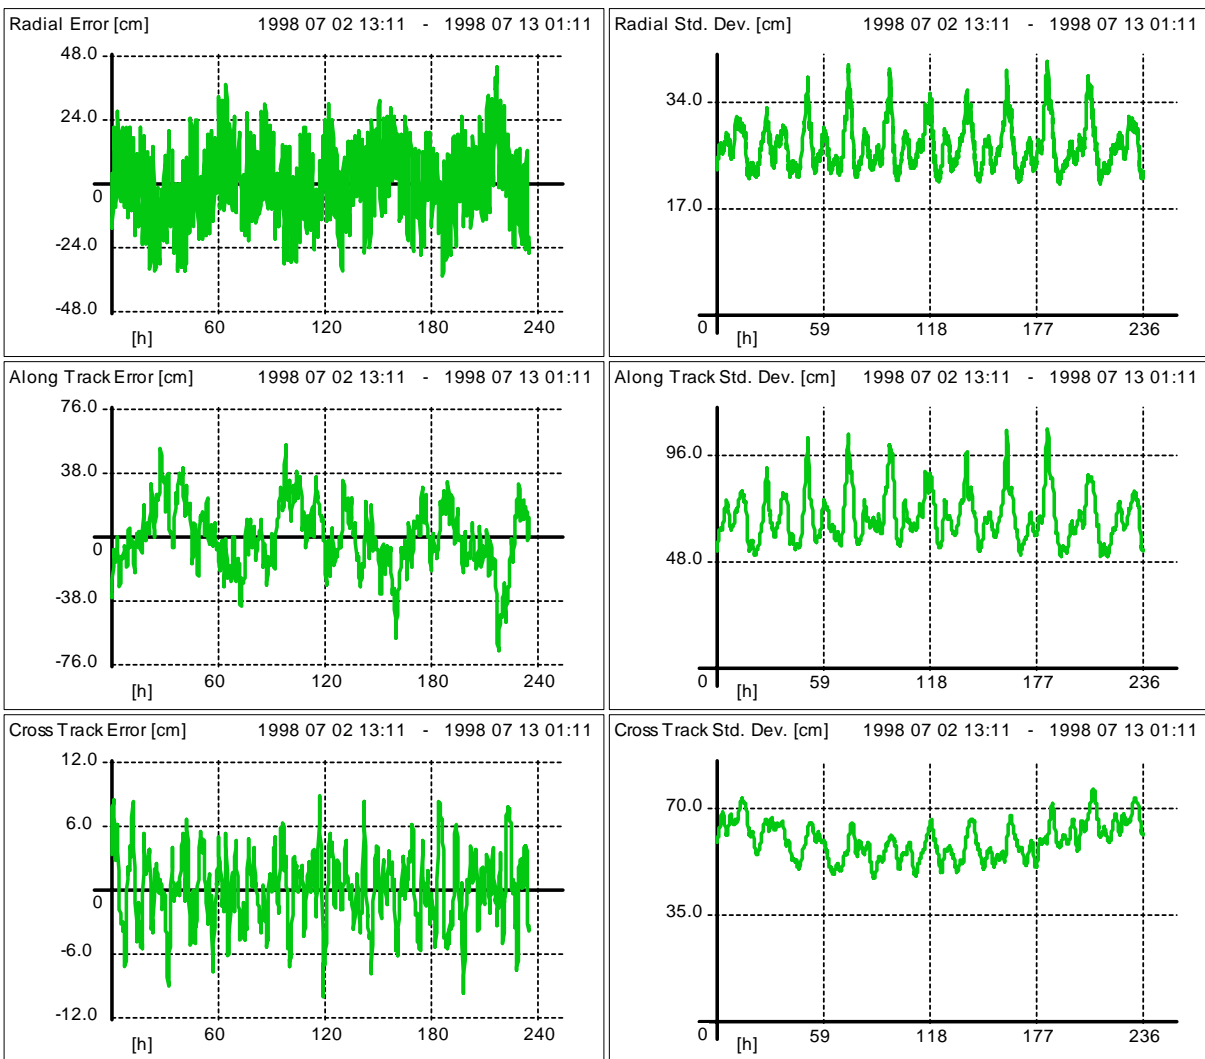 Radial Error [cm] 1998 07 02 13:11 - 1998 07 13 01:11
48.0
24.0
0
-24.0
-48.0
60 120 180 240
[h]
Radial Std. Dev. [cm] 1998 07 02 13:11 - 1998 07 13 01:11
34.0
17.0
0 59 118 177 236
[h]
Along Track Error [cm] 1998 07 02 13:11 - 1998 07 13 01:11
76.0
38.0
0
-38.0
-76.0
60 120 180 240
[h]
Along Track Std. Dev. [cm] 1998 07 02 13:11 - 1998 07 13 01:11
96.0
48.0
0 59 118 177 236
[h]
Cross Track Error [cm] 1998 07 02 13:11 - 1998 07 13 01:11
12.0
6.0
0
-6.0
-12.0
60 120 180 240
[h]
Cross Track Std. Dev. [cm] 1998 07 02 13:11 - 1998 07 13 01:11
70.0
35.0
0 59 118 177 236
[h]